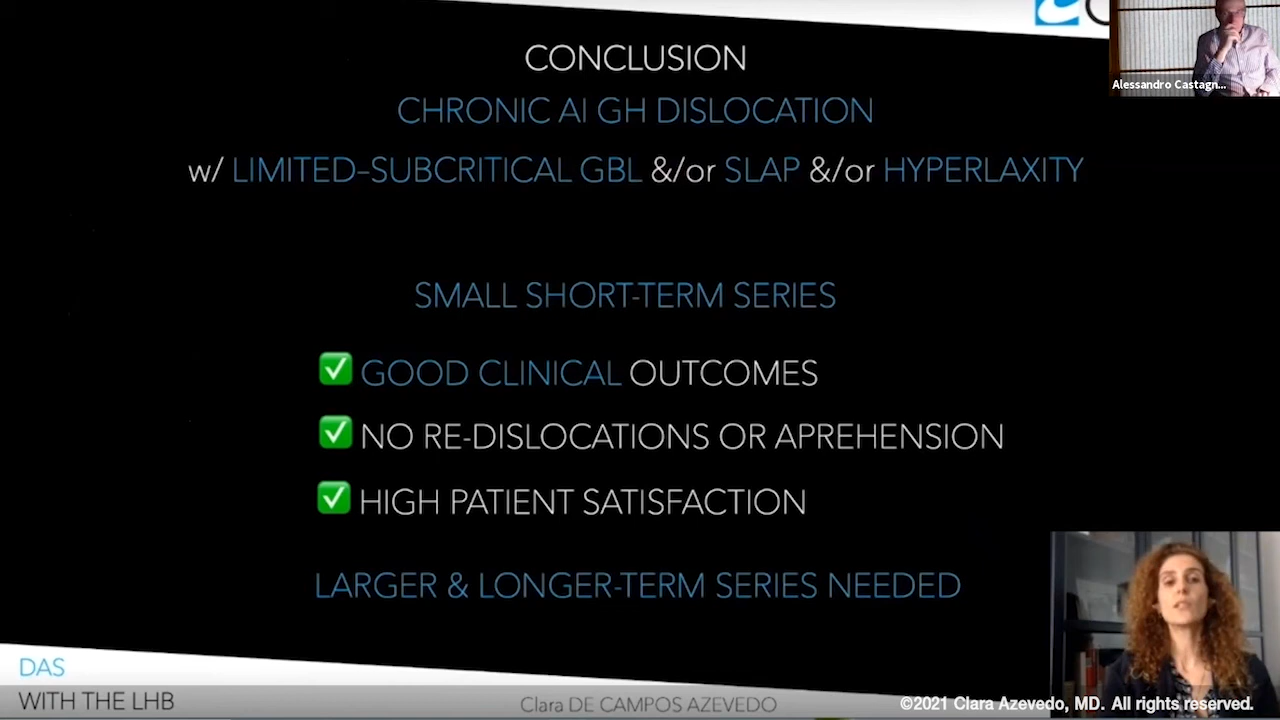 CONCLUSION
CHRONIC AI GH DISLOCATION
w/ LIMITED-SUBCRITICAL GBL &/or SLAP &/or HYPERLAXITY
SMALL SHORT-TERM SERIES
✅ GOOD CLINICAL OUTCOMES
✅ NO RE-DISLOCATIONS OR APREHENSION
✅ HIGH PATIENT SATISFACTION
LARGER & LONGER-TERM SERIES NEEDED
DAS
WITH THE LHB
Clara DE CAMPOS AZEVEDO
©2021 Clara Azevedo, MD. All rights reserved.
Alessandro Castagn...